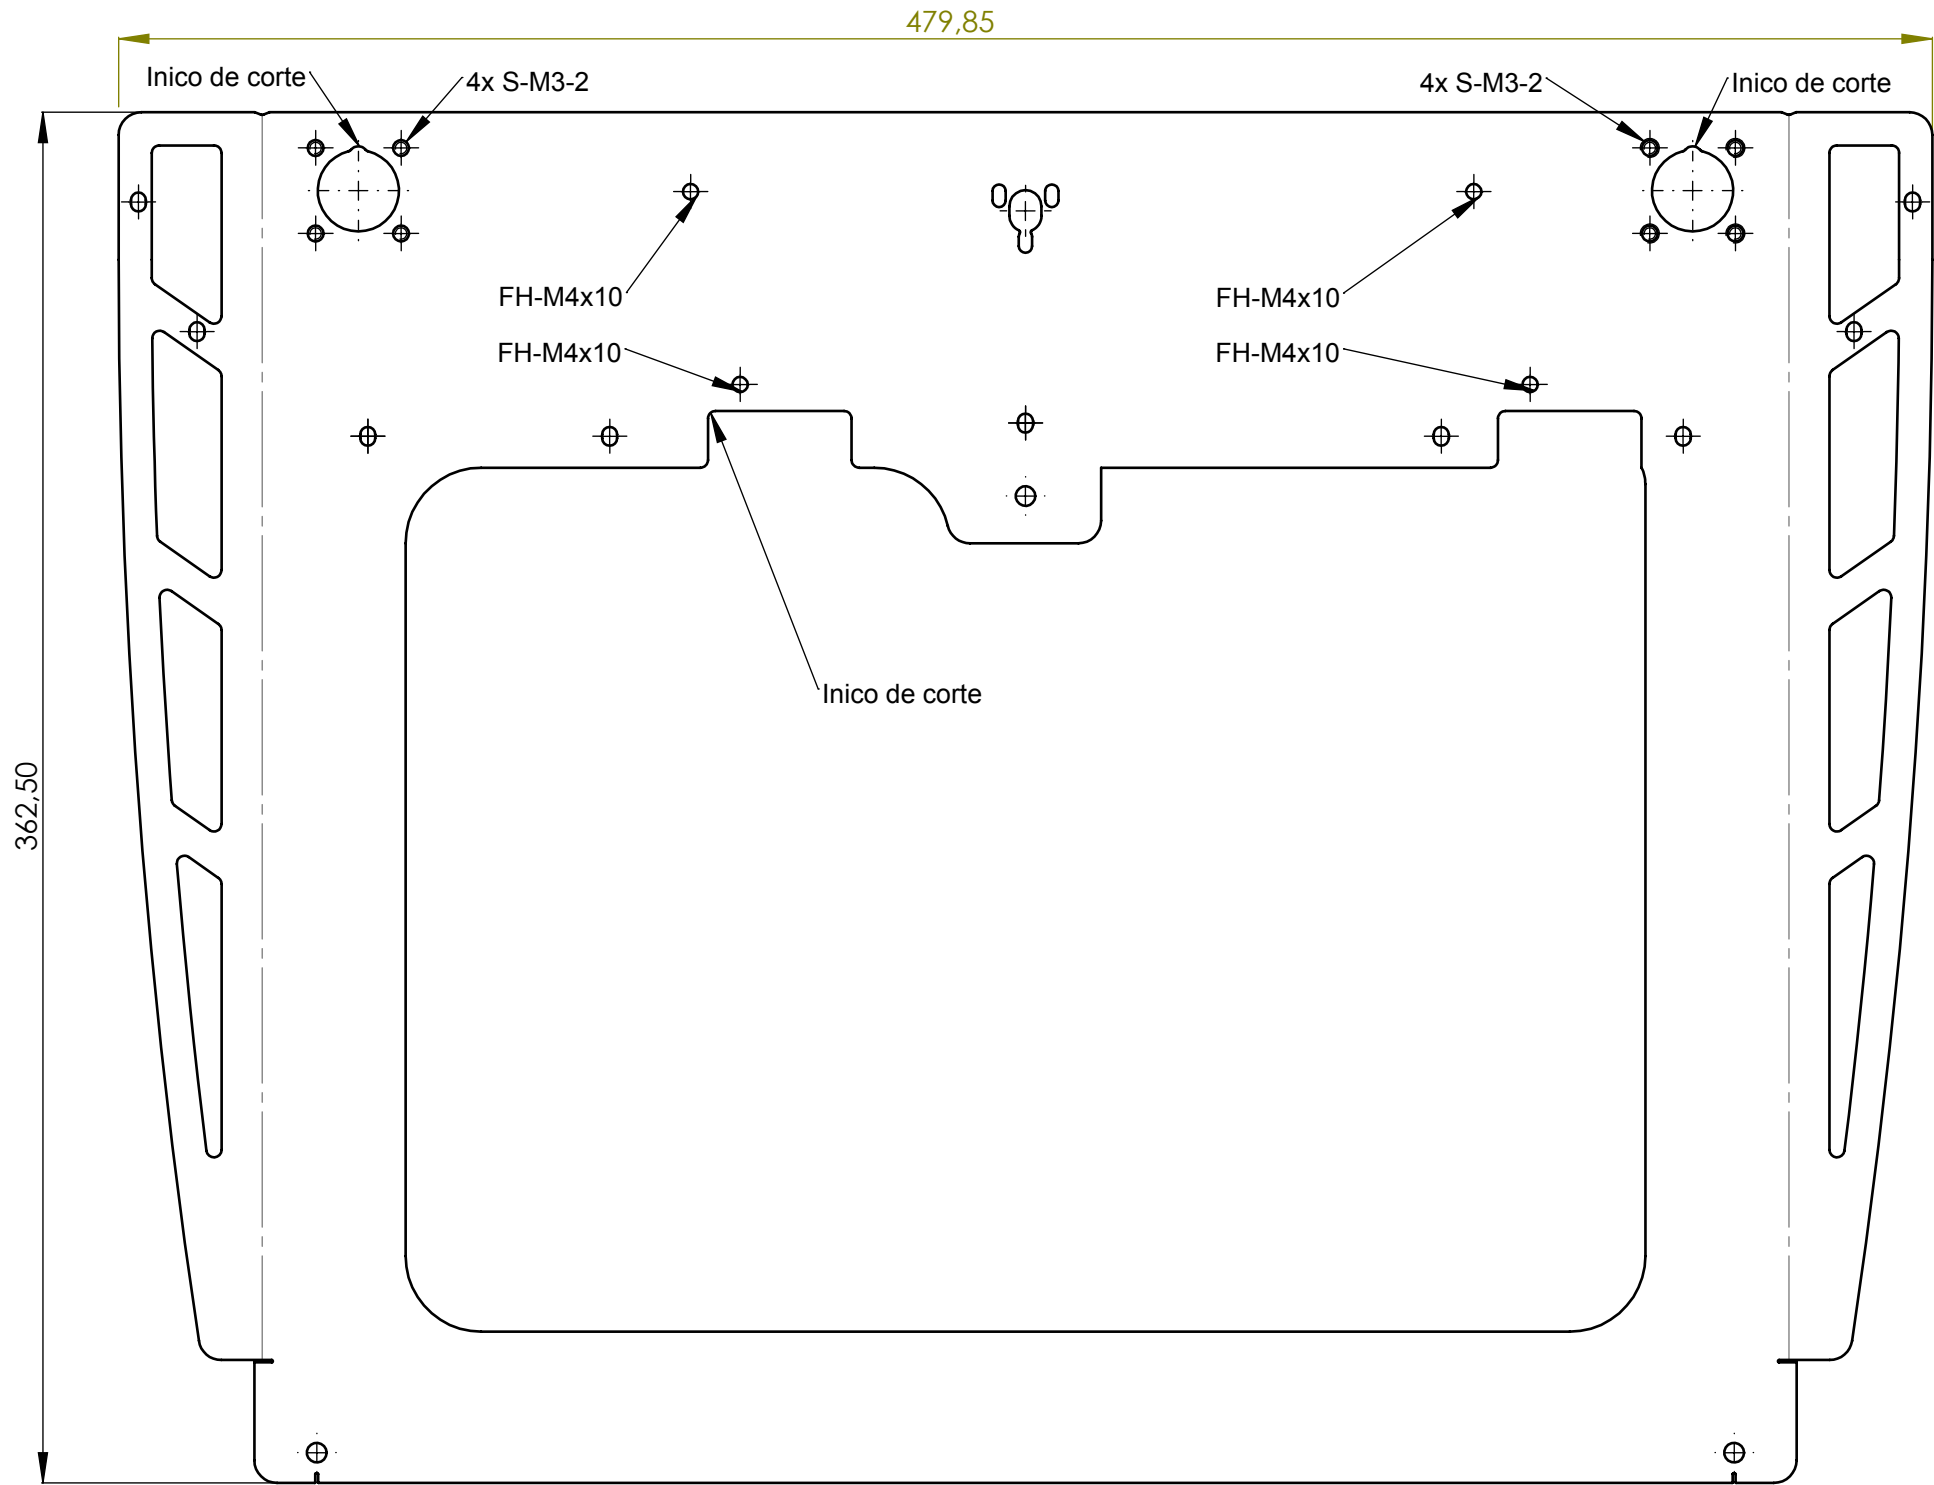 479,85
Inico de corte
4x S-M3-2
4x S-M3-2
Inico de corte
FH-M4x10
FH-M4x10
FH-M4x10
FH-M4x10
Inico de corte
362,50